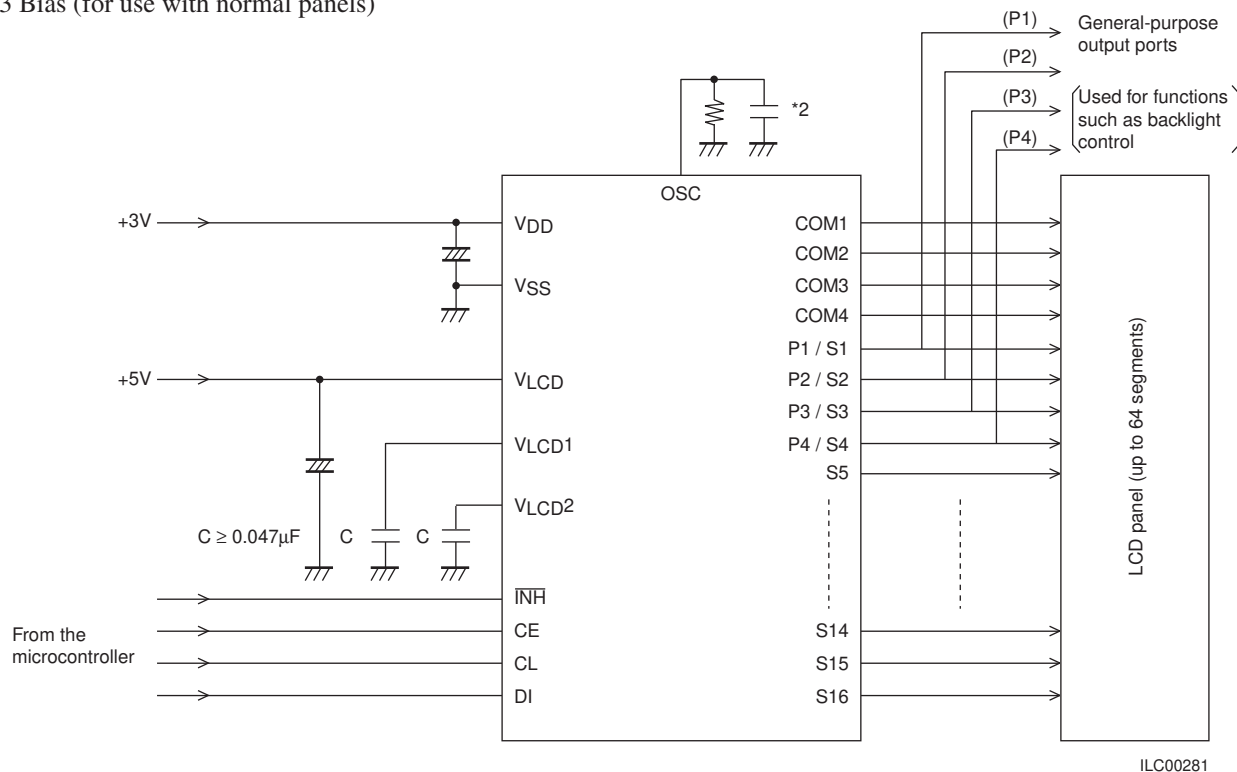 3 Bias (for use with normal panels)
(P1)
General-purpose
output ports
(P2)
(P3)
Used for functions
such as backlight
control
(P4)
*2
OSC
+3V
VDD
COM1
COM2
VSS
COM3
COM4
P1 / S1
+5V
VLCD
P2 / S2
P3 / S3
VLCD1
P4 / S4
S5
VLCD2
C ≥ 0.047μF
C
C
LCD panel (up to 64 segments)
INH
From the
microcontroller
CE
S14
CL
S15
DI
S16
ILC00281